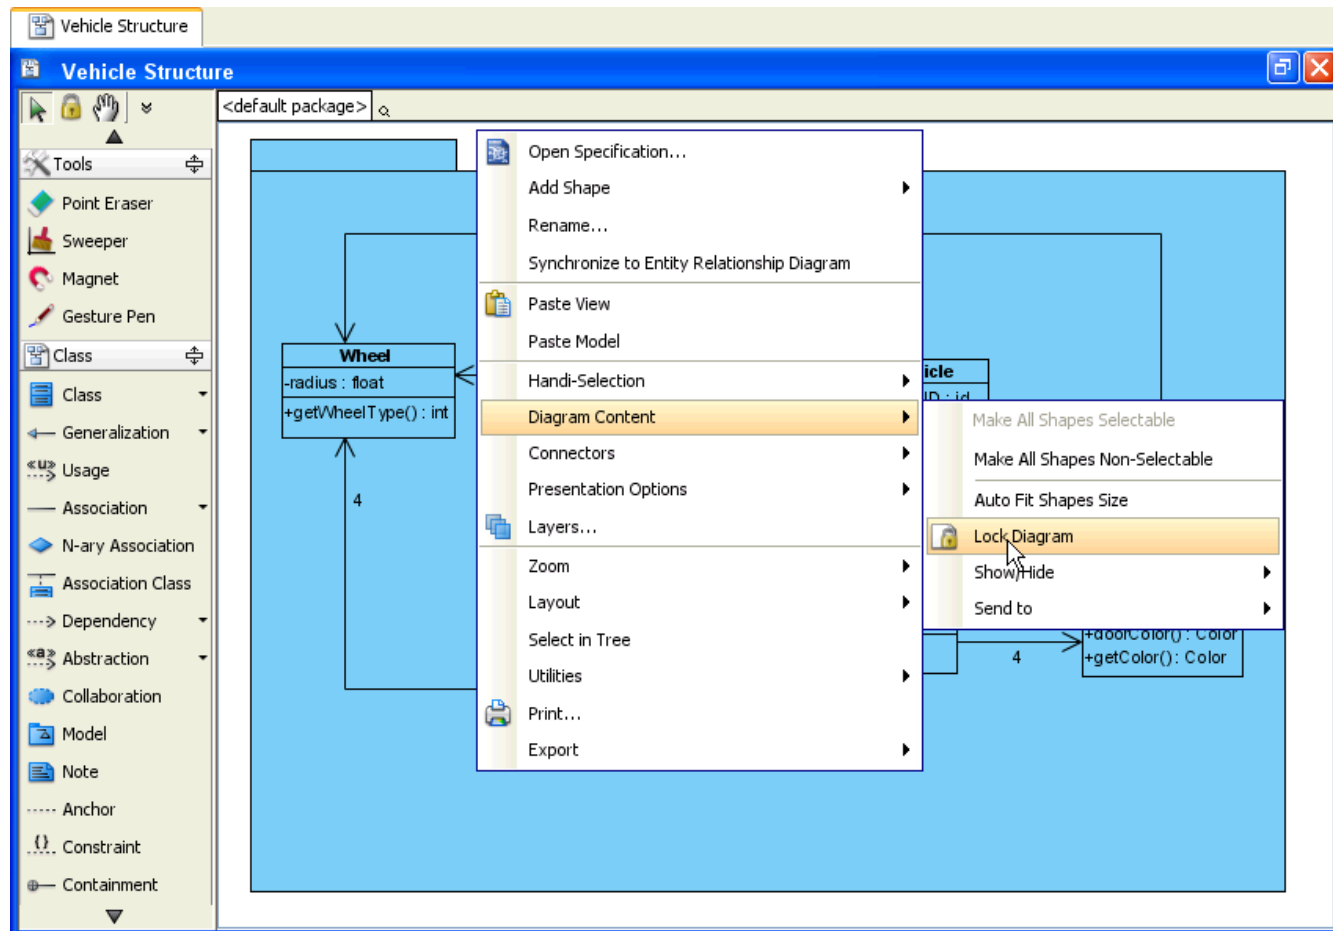 Vehicle Structure
Vehicle Structure
<default package>
Tools
Point Eraser
Sweeper
Magnet
Gesture Pen
Class
Class
Generalization
«u» Usage
Association
N-ary Association
Association Class
Dependency
«a» Abstraction
Collaboration
Model
Note
Anchor
{} Constraint
Containment
Wheel
-radius : float
+getWheelType() : int
4
Open Specification...
Add Shape
Rename...
Synchronize to Entity Relationship Diagram
Paste View
Paste Model
Handi-Selection
Diagram Content
Connectors
Presentation Options
Layers...
Zoom
Layout
Select in Tree
Utilities
Print...
Export
icle
ID : id
Make All Shapes Selectable
Make All Shapes Non-Selectable
Auto Fit Shapes Size
Lock Diagram
Show/Hide
Send to
+doorColor() : Color
+getColor() : Color
4